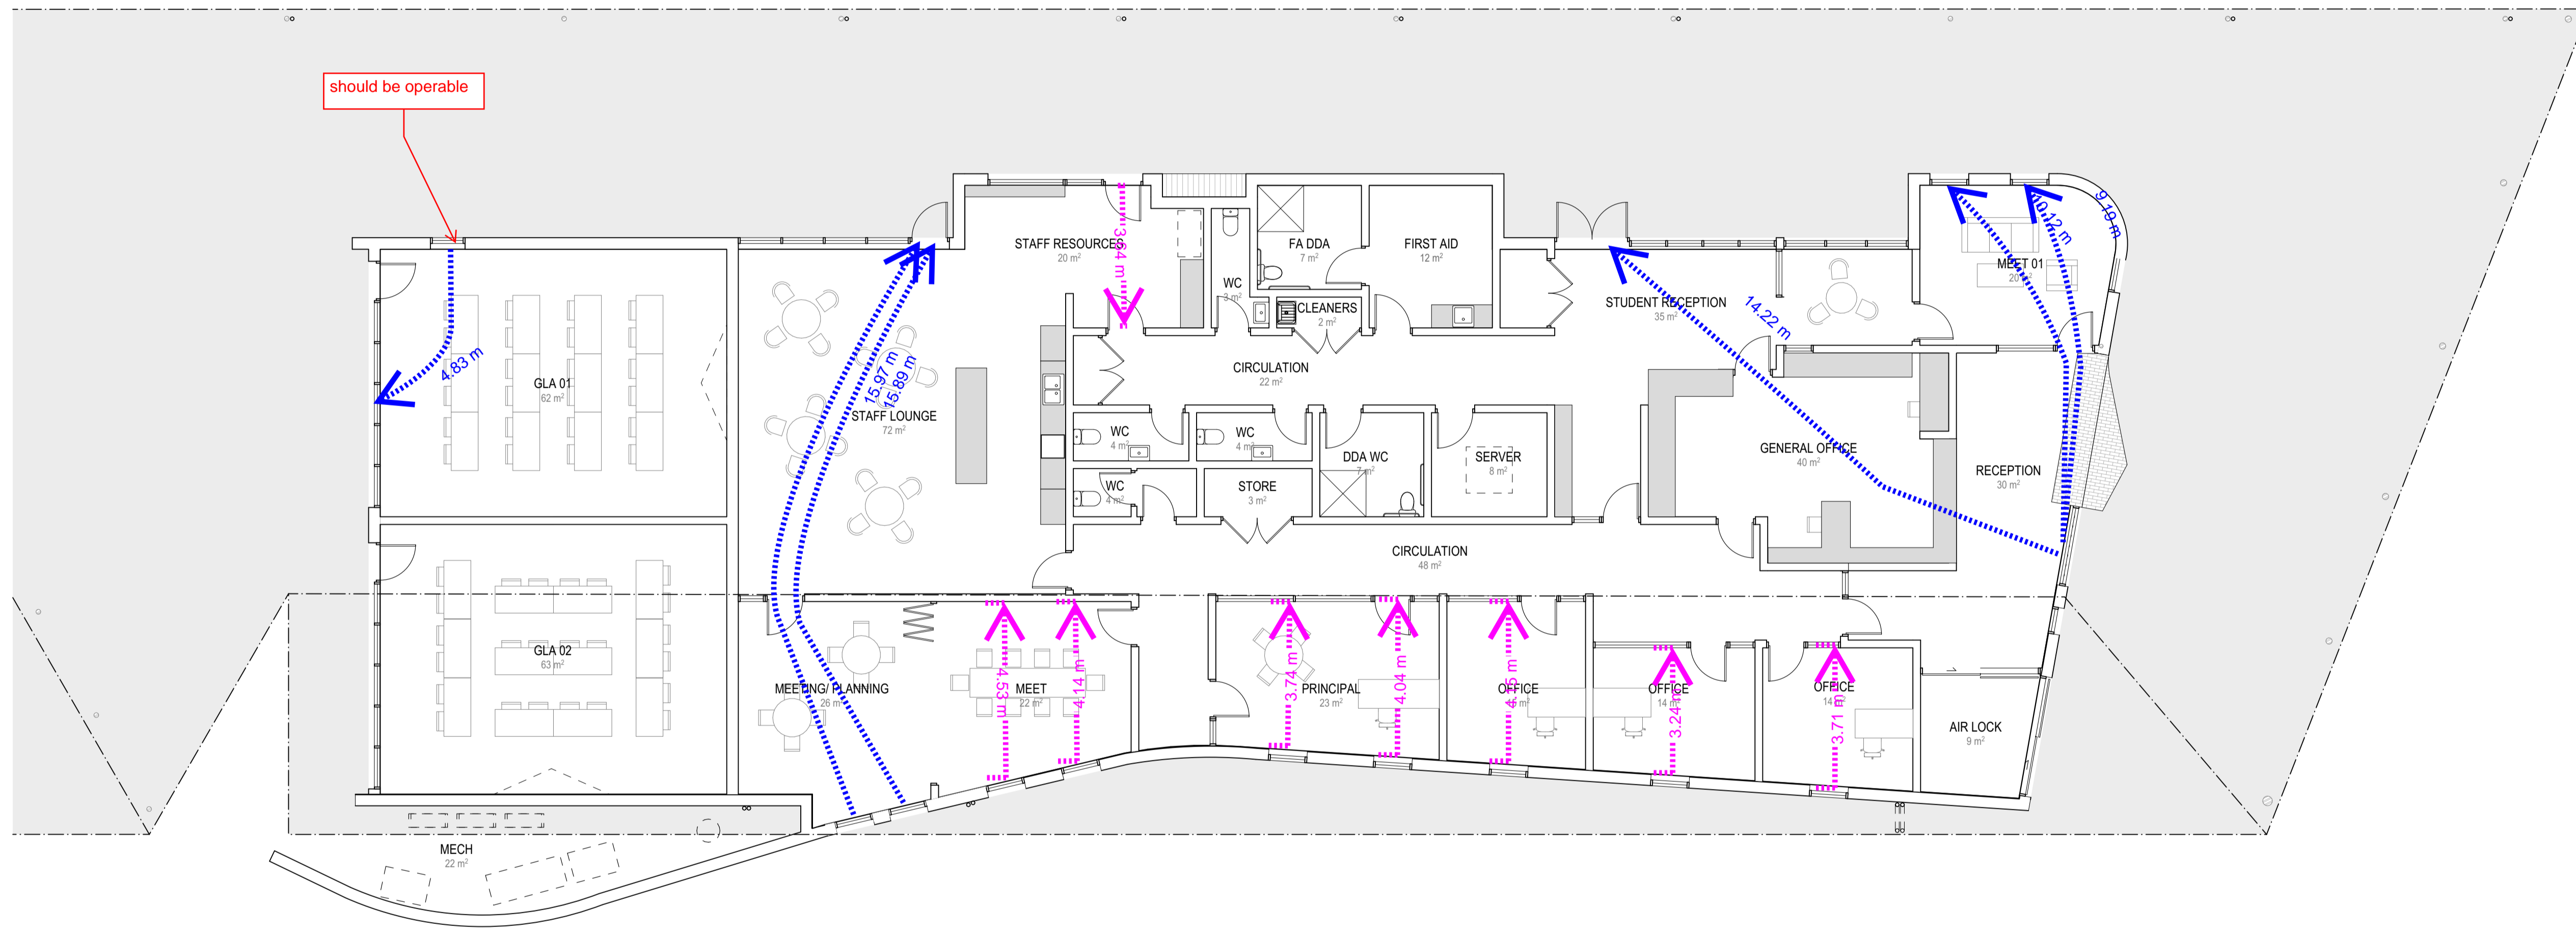 should be operable
STAFF RESOURCES
20 m²
3.64 m
WC
3 m²
FA DDA
7 m²
FIRST AID
12 m²
CLEANERS
2 m²
STUDENT RECEPTION
35 m²
14.22 m
MEET 01
20 m²
10.12 m
9.19 m
4.83 m
GLA 01
62 m²
15.97 m
15.89 m
STAFF LOUNGE
72 m²
CIRCULATION
22 m²
WC
4 m²
WC
4 m²
DDA WC
7 m²
SERVER
8 m²
GENERAL OFFICE
40 m²
RECEPTION
30 m²
WC
4 m²
STORE
3 m²
CIRCULATION
48 m²
GLA 02
63 m²
MEETING/ PLANNING
26 m²
MEET
22 m²
4.53 m
4.14 m
3.74 m
PRINCIPAL
23 m²
4.04 m
OFFICE
4.15 m
OFFICE
14 m²
3.24 m
OFFICE
14 m²
3.71 m
AIR LOCK
9 m²
MECH
22 m²